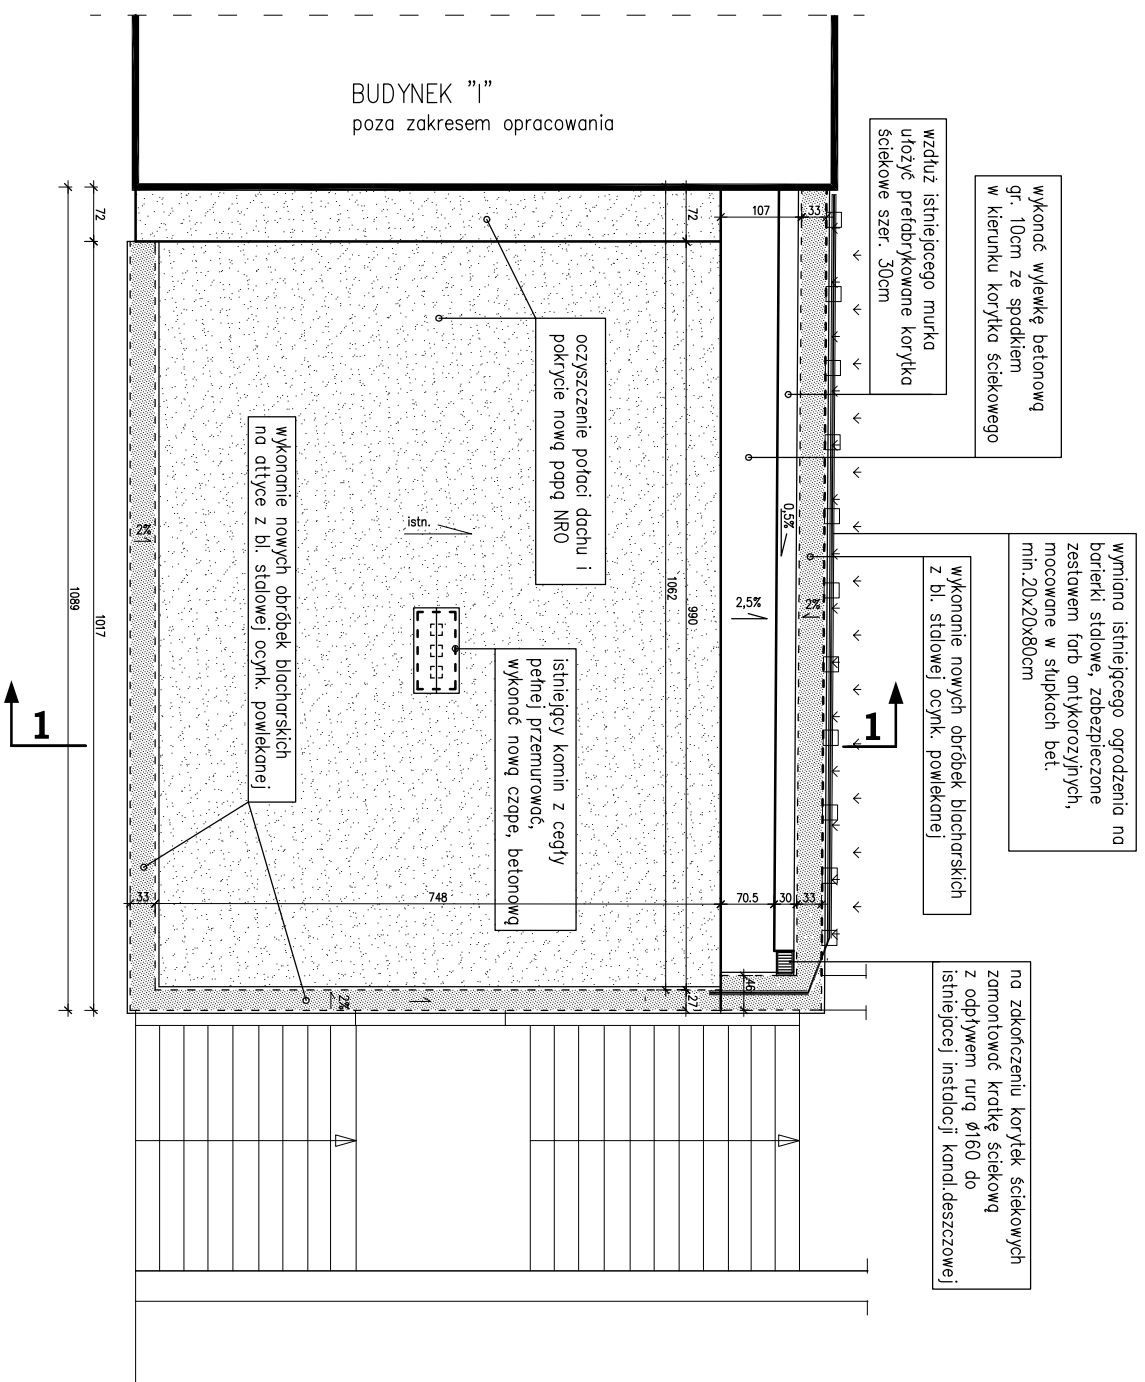 BUDYNEK "I"
poza zakresem opracowania
wzdłuż istniejącego murka
ułożyć prefabrykowane korytka
ściekowe szer. 30cm
wykonać wylewkę betonową
gr. 10cm ze spadkiem
w kierunku korytka ściekowego
wymiana istniejącego ogrodzenia na
barierki stalowe, zabezpieczone
zestawem farb antykorozyjnych,
mocowane w słupkach bet.
min.20x20x80cm
wykonanie nowych obróbek blacharskich
z bl. stalowej ocynk. powlekanej
na zakończeniu korytek ściekowych
zamontować kratkę ściekową
z odpływem rurą ø160 do
istniejacej instalacji kanal.deszczowej
oczyszczenie połaci dachu i
pokrycie nową papą NRO
istniejący komin z cegły
pełnej przemurować,
wykonać nową czape, betonową
wykonanie nowych obróbek blacharskich
na attyce z bl. stalowej ocynk. powlekanej
istn.
0,5%
2,5%
2%
2%
2%
72
72
107
33
1062
990
1089
1017
33
748
70.5
30
33
46
27
1
1